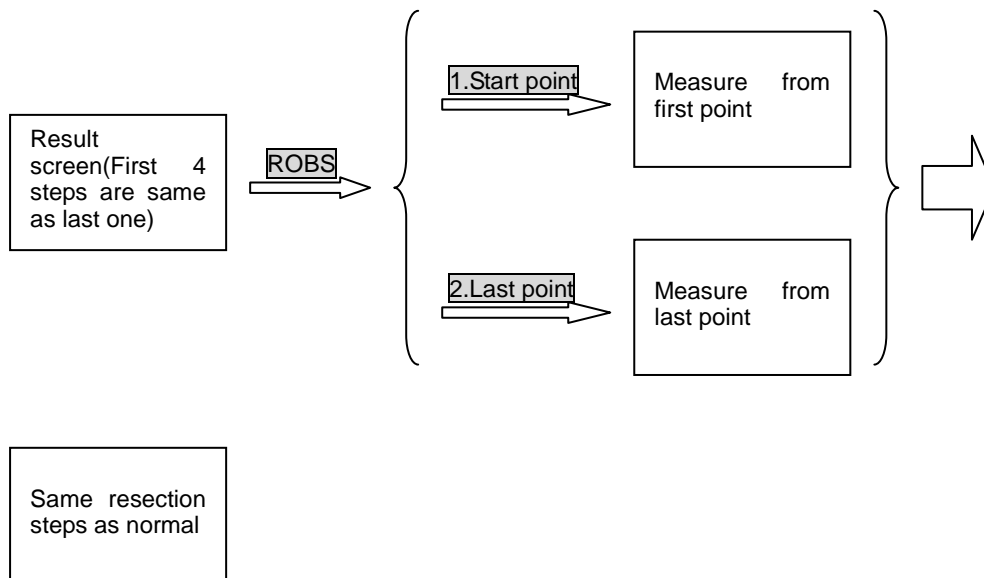 Result
screen(First 4
steps are same
as last one)
ROBS
1.Start point
Measure from
first point
2.Last point
Measure from
last point
Same resection
steps as normal